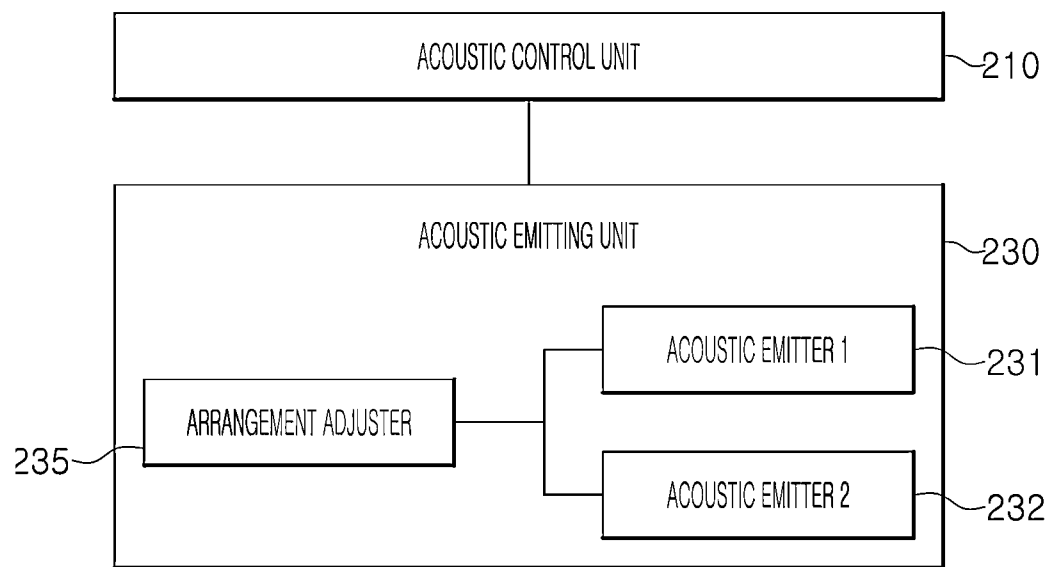 ACOUSTIC CONTROL UNIT
210
ACOUSTIC EMITTING UNIT
230
ACOUSTIC EMITTER 1
231
ARRANGEMENT ADJUSTER
235
ACOUSTIC EMITTER 2
232